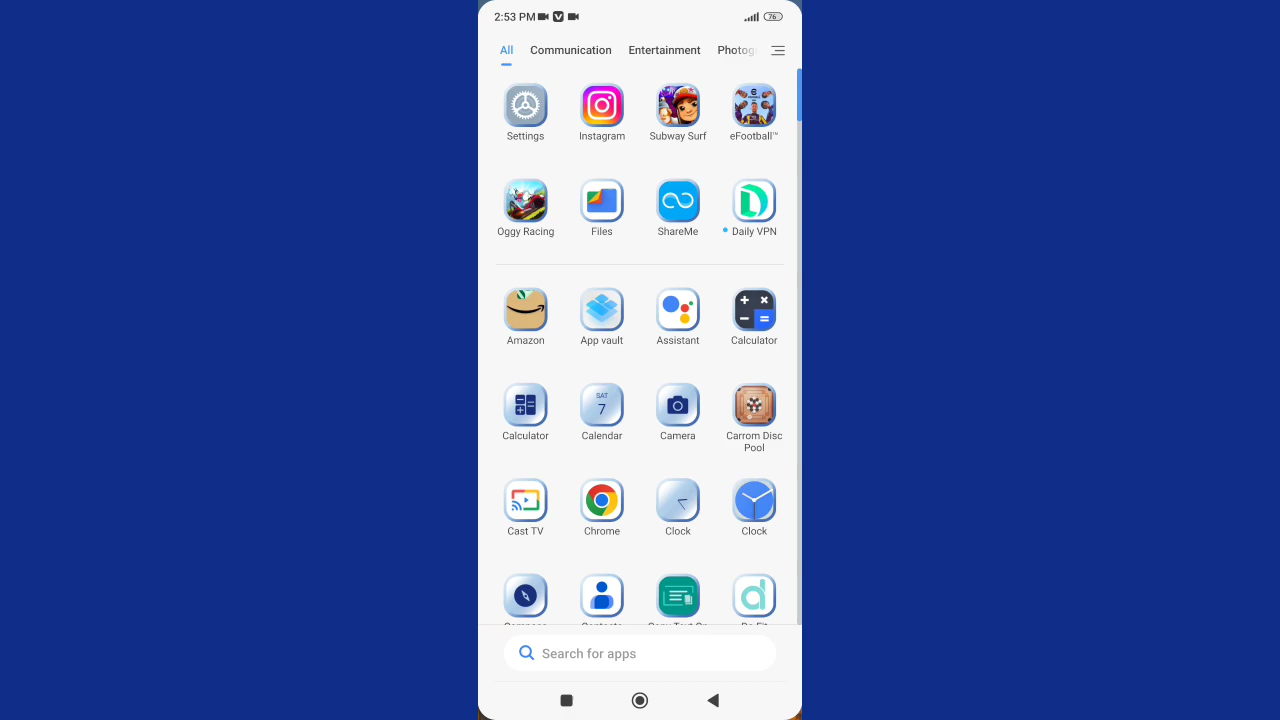 2:53 PM
76
All Communication Entertainment Photog
Settings Instagram Subway Surf eFootball™
Oggy Racing Files ShareMe Daily VPN
Amazon App vault Assistant Calculator
SAT
7
Calculator Calendar Camera Carrom Disc
Pool
Cast TV Chrome Clock Clock
Search for apps